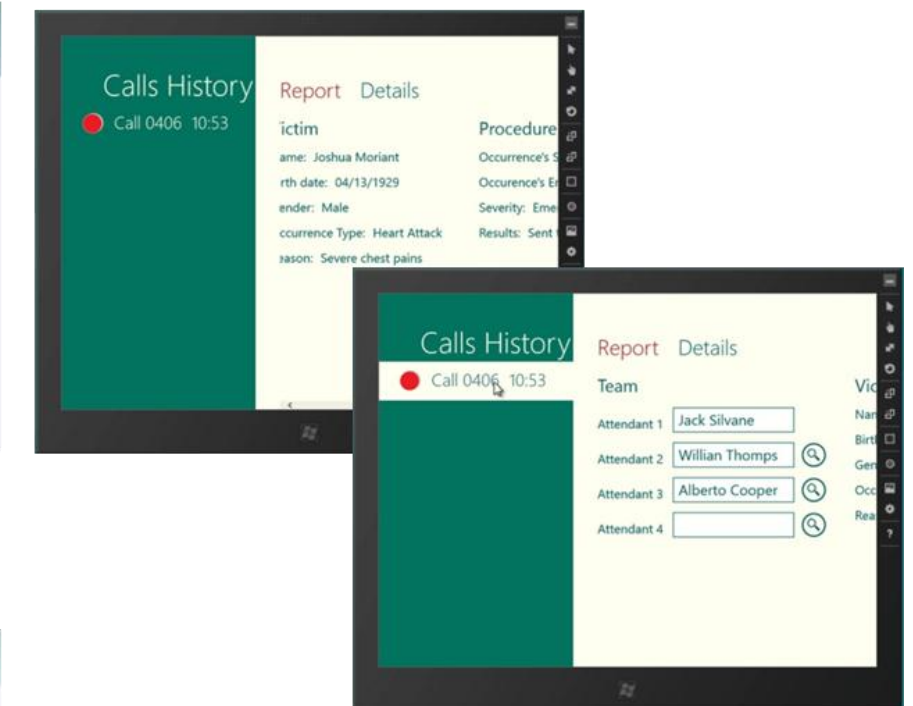 Calls History
Call 0406 10:53
Report Details
ictim
ame: Joshua Moriant
rth date: 04/13/1929
ender: Male
ccurrence Type: Heart Attack
eason: Severe chest pains
Procedure
Occurrence's S
Occurence's E
Severity: Eme
Results: Sent
Calls History
Call 0406 10:53
Report Details
Team
Attendant 1 Jack Silvane
Attendant 2 Willian Thomps
Attendant 3 Alberto Cooper
Attendant 4
Vic
Nan
Birtl
Gen
Occ
Rea
?